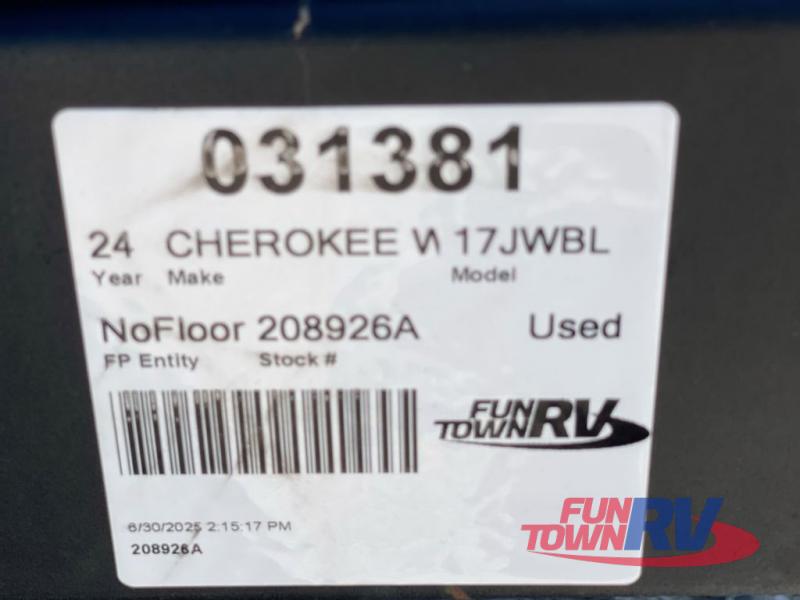 031381
24 CHEROKEE W 17JWBL
Year Make Model
NoFloor 208926A Used
FP Entity Stock #
FUN
TOWN RV
6/30/2025 2:15:17 PM
208926A
FUN
TOWN RV